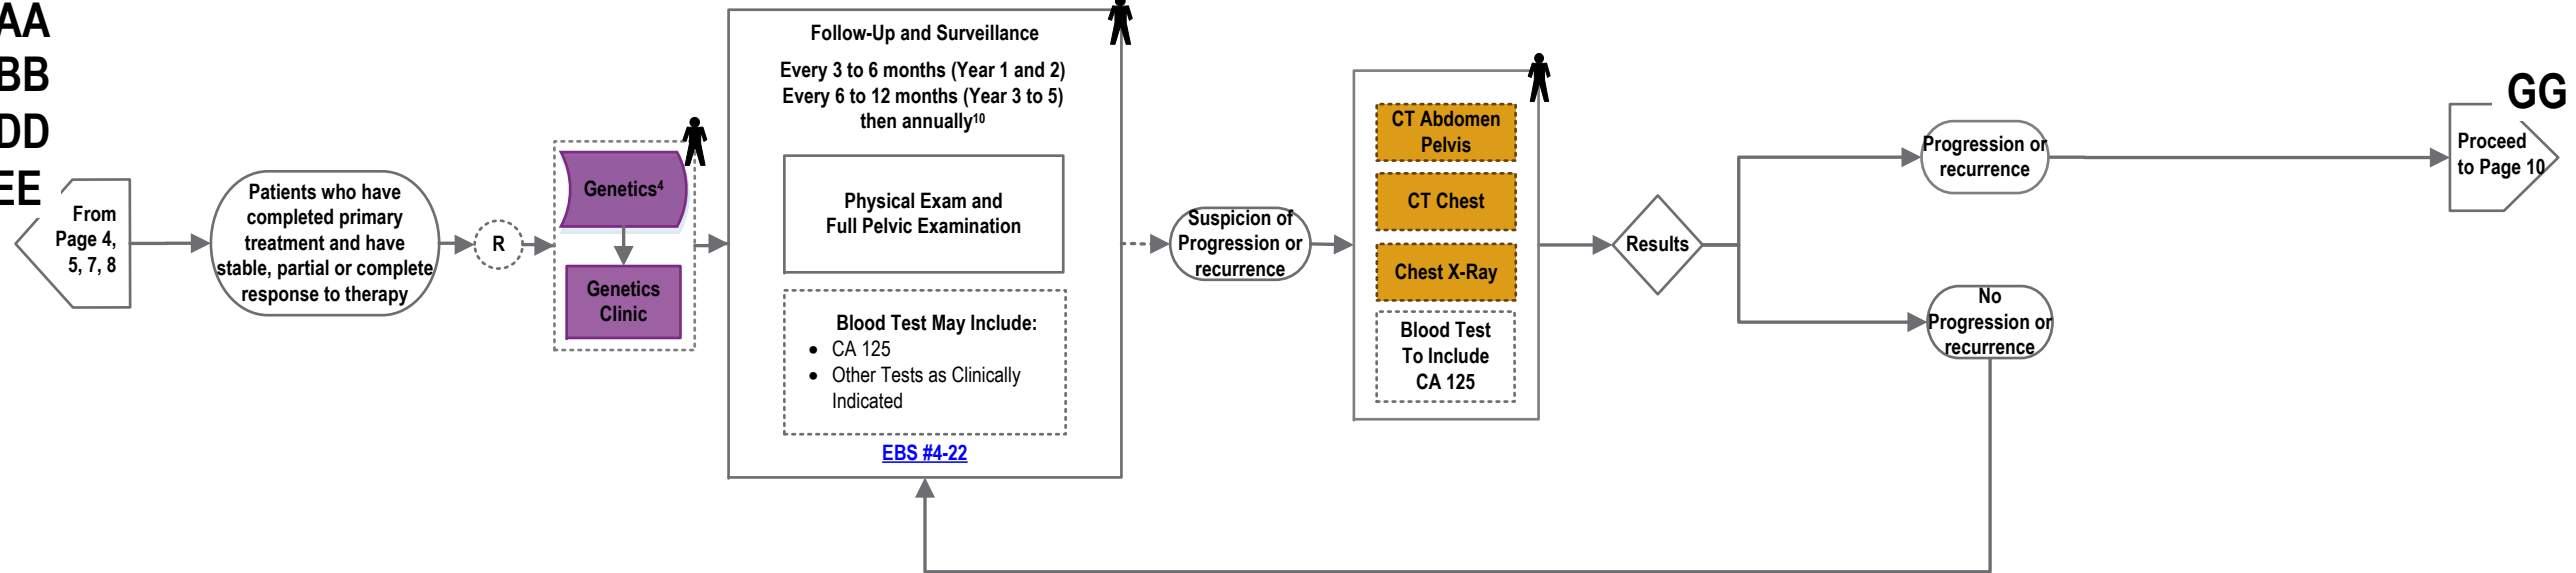 AA
BB
DD
EE
From
Page 4,
5, 7, 8
Patients who have
completed primary
treatment and have
stable, partial or complete
response to therapy
R
Genetics⁴
Genetics
Clinic
Follow-Up and Surveillance
Every 3 to 6 months (Year 1 and 2)
Every 6 to 12 months (Year 3 to 5)
then annually¹⁰
Physical Exam and
Full Pelvic Examination
Blood Test May Include:
• CA 125
• Other Tests as Clinically
Indicated
EBS #4-22
Suspicion of
Progression or
recurrence
CT Abdomen
Pelvis
CT Chest
Chest X-Ray
Blood Test
To Include
CA 125
Results
Progression or
recurrence
No
Progression or
recurrence
GG
Proceed
to Page 10